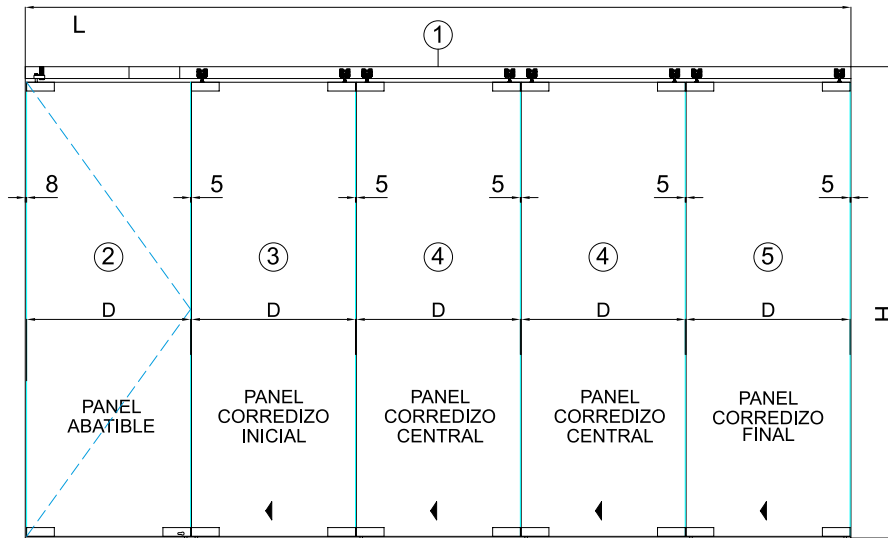 L
1
8
5
5
5
5
5
2
3
4
4
5
D
D
D
D
D
H
PANEL
ABATIBLE
PANEL
CORREDIZO
INICIAL
PANEL
CORREDIZO
CENTRAL
PANEL
CORREDIZO
CENTRAL
PANEL
CORREDIZO
FINAL